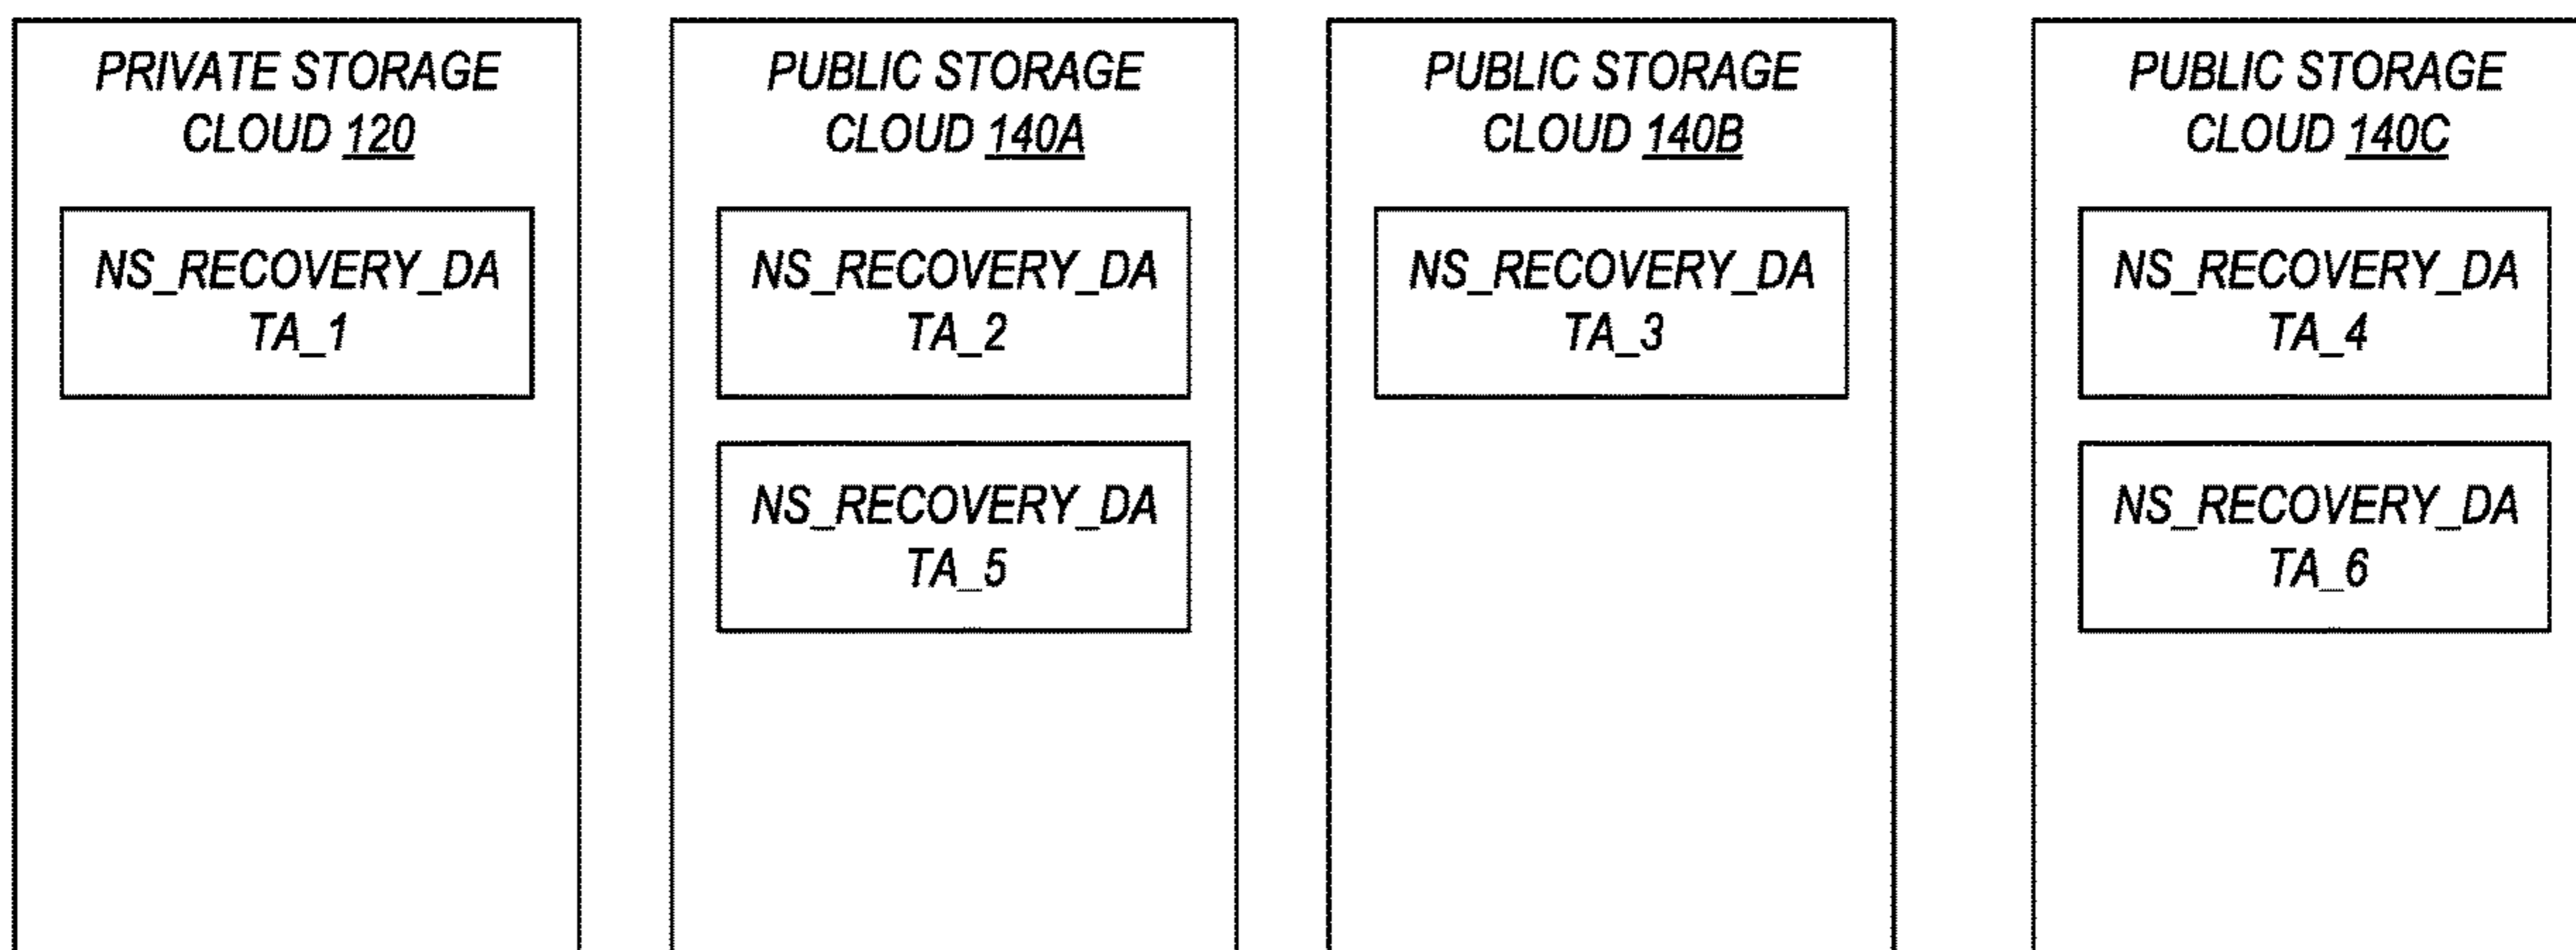 PRIVATE STORAGE
CLOUD 120
NS_RECOVERY_DA
TA_1
PUBLIC STORAGE
CLOUD 140A
NS_RECOVERY_DA
TA_2
NS_RECOVERY_DA
TA_5
PUBLIC STORAGE
CLOUD 140B
NS_RECOVERY_DA
TA_3
PUBLIC STORAGE
CLOUD 140C
NS_RECOVERY_DA
TA_4
NS_RECOVERY_DA
TA_6